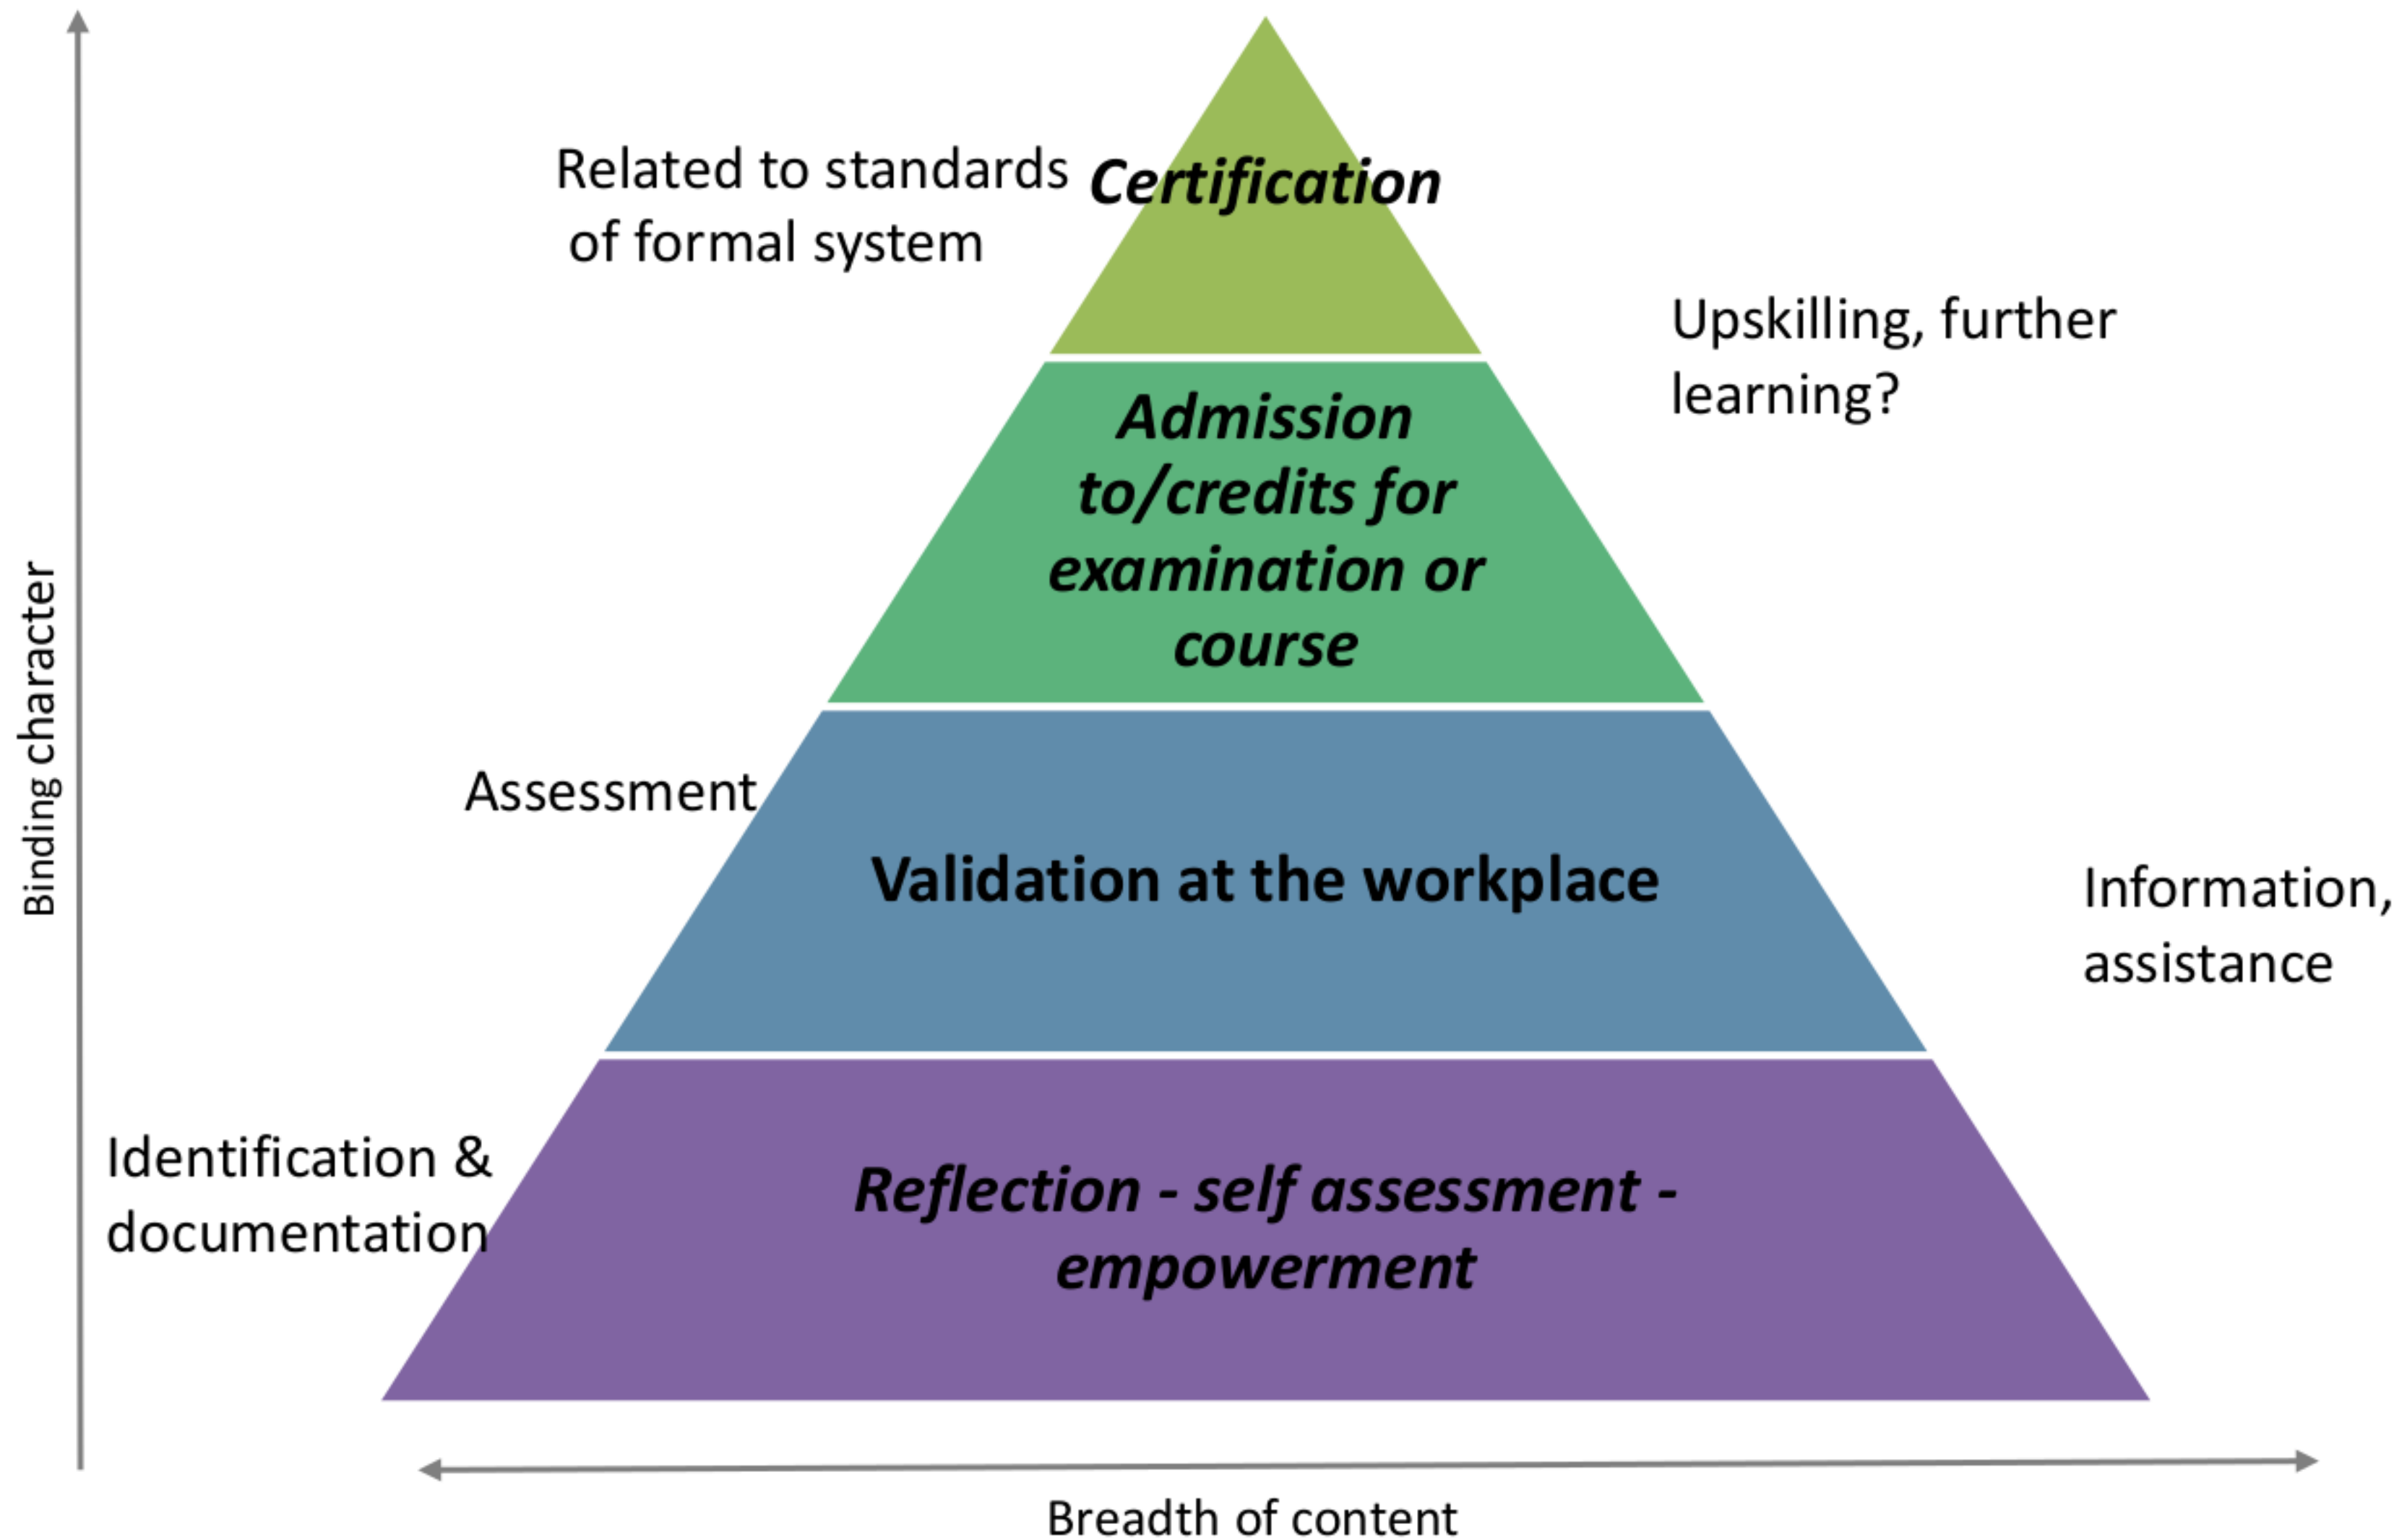 Related to standards
of formal system
Certification
Upskilling, further
learning?
Admission
to/credits for
examination or
course
Binding character
Assessment
Validation at the workplace
Information,
assistance
Identification &
documentation
Reflection - self assessment -
empowerment
Breadth of content